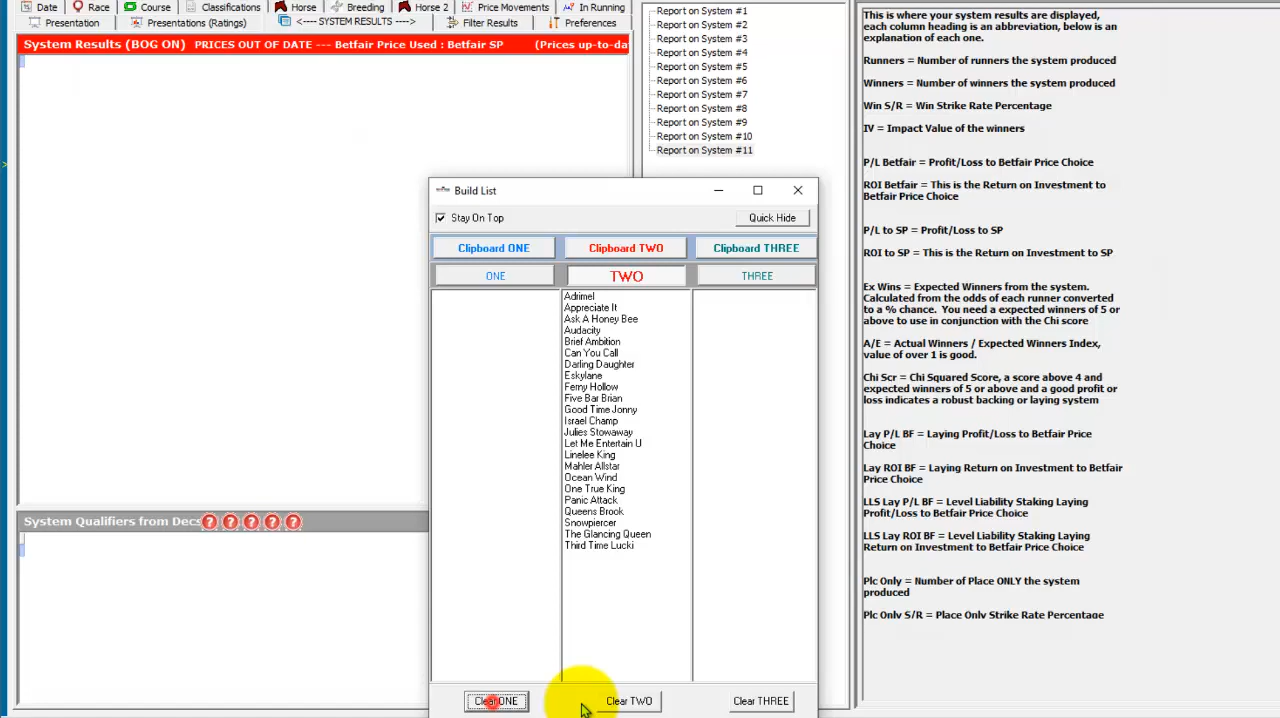 Date
Race
Course
Classifications
Horse
Breeding
Horse 2
Price Movements
In Running
Presentation
Presentations (Ratings)
<---- SYSTEM RESULTS ---->
Filter Results
Preferences
System Results (BOG ON) PRICES OUT OF DATE --- Betfair Price Used : Betfair SP (Prices up-to-da
Report on System #1
Report on System #2
Report on System #3
Report on System #4
Report on System #5
Report on System #6
Report on System #7
Report on System #8
Report on System #9
Report on System #10
Report on System #11
Build List
Stay On Top
Quick Hide
Clipboard ONE
Clipboard TWO
Clipboard THREE
ONE
TWO
THREE
Adrimel
Appreciate It
Ask A Honey Bee
Audacity
Brief Ambition
Can You Call
Darling Daughter
Eskylane
Ferny Hollow
Five Bar Brian
Good Time Jonny
Israel Champ
Julies Stowaway
Let Me Entertain U
Linelee King
Mahler Allstar
Ocean Wind
One True King
Panic Attack
Queens Brook
Snowpiercer
The Glancing Queen
Third Time Lucki
Clear ONE
Clear TWO
Clear THREE
System Qualifiers from Decs
This is where your system results are displayed,
each column heading is an abbreviation, below is an
explanation of each one.
Runners = Number of runners the system produced
Winners = Number of winners the system produced
Win S/R = Win Strike Rate Percentage
IV = Impact Value of the winners
P/L Betfair = Profit/Loss to Betfair Price Choice
ROI Betfair = This is the Return on Investment to
Betfair Price Choice
P/L to SP = Profit/Loss to SP
ROI to SP = This is the Return on Investment to SP
Ex Wins = Expected Winners from the system.
Calculated from the odds of each runner converted
to a % chance. You need a expected winners of 5 or
above to use in conjunction with the Chi score
A/E = Actual Winners / Expected Winners Index,
value of over 1 is good.
Chi Scr = Chi Squared Score, a score above 4 and
expected winners of 5 or above and a good profit or
loss indicates a robust backing or laying system
Lay P/L BF = Laying Profit/Loss to Betfair Price
Choice
Lay ROI BF = Laying Return on Investment to Betfair
Price Choice
LLS Lay P/L BF = Level Liability Staking Laying
Profit/Loss to Betfair Price Choice
LLS Lay ROI BF = Level Liability Staking Laying
Return on Investment to Betfair Price Choice
Plc Only = Number of Place ONLY the system
produced
Plc Only S/R = Place Only Strike Rate Percentage